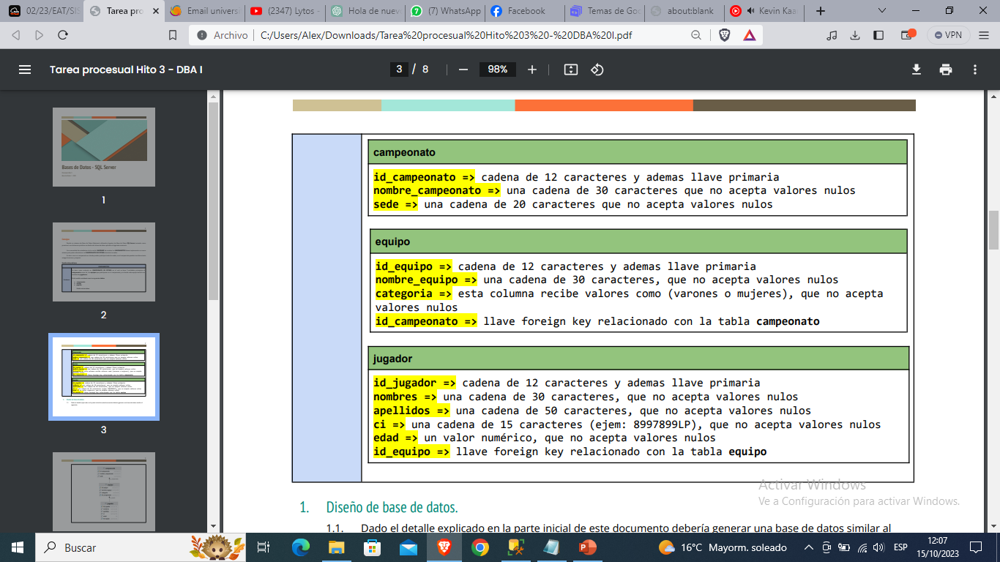 02/23/EAT/SIS
Tarea pro
Email univers
(2347) Lytos -
Hola de nuev
(7) WhatsApp
Facebook
Temas de Goo
about:blank
Kevin Kaa
Archivo
C:/Users/Alex/Downloads/Tarea%20procesual%20Hito%203%20-%20DBA%20I.pdf
VPN
Tarea procesual Hito 3 - DBA I
3 / 8
98%
Bases de Datos - SQL Server
1
2
3
campeonato
id_campeonato => cadena de 12 caracteres y ademas llave primaria
nombre_campeonato => una cadena de 30 caracteres que no acepta valores nulos
sede => una cadena de 20 caracteres que no acepta valores nulos
equipo
id_equipo => cadena de 12 caracteres y ademas llave primaria
nombre_equipo => una cadena de 30 caracteres, que no acepta valores nulos
categoria => esta columna recibe valores como (varones o mujeres), que no acepta
valores nulos
id_campeonato => llave foreign key relacionado con la tabla campeonato
jugador
id_jugador => cadena de 12 caracteres y ademas llave primaria
nombres => una cadena de 30 caracteres, que no acepta valores nulos
apellidos => una cadena de 50 caracteres, que no acepta valores nulos
ci => una cadena de 15 caracteres (ejem: 8997899LP), que no acepta valores nulos
edad => un valor numérico, que no acepta valores nulos
id_equipo => llave foreign key relacionado con la tabla equipo
Activar Windows
Ve a Configuración para activar Windows.
1. Diseño de base de datos.
1.1. Dado el detalle explicado en la parte inicial de este documento debería generar una base de datos similar al
Buscar
16°C Mayorm. soleado
ESP
12:07
15/10/2023